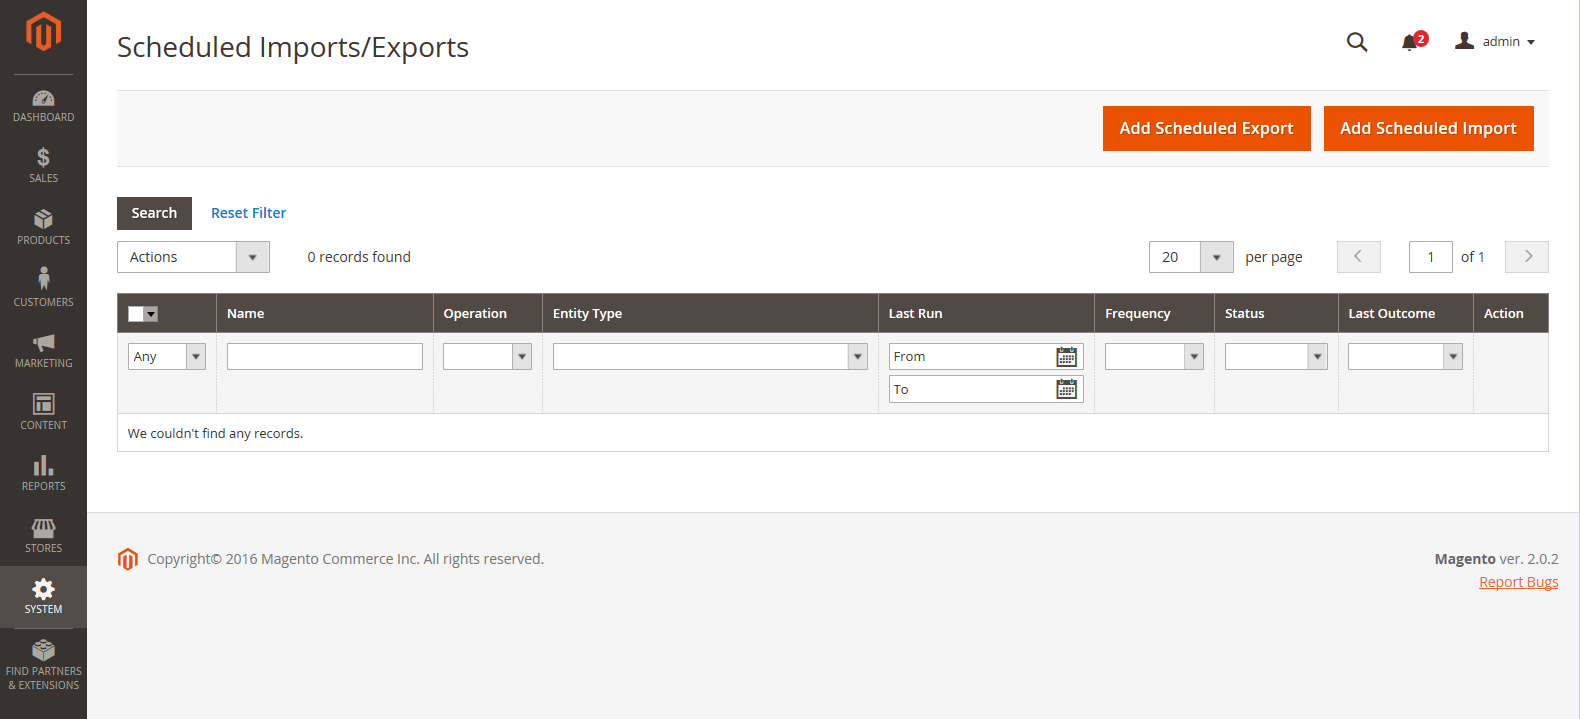 Scheduled Imports/Exports
2
admin
Add Scheduled Export
Add Scheduled Import
DASHBOARD
SALES
PRODUCTS
CUSTOMERS
MARKETING
CONTENT
REPORTS
STORES
SYSTEM
FIND PARTNERS
& EXTENSIONS
Search
Reset Filter
Actions
0 records found
20
per page
1
of 1
Name
Operation
Entity Type
Last Run
Frequency
Status
Last Outcome
Action
Any
From
To
We couldn't find any records.
Copyright© 2016 Magento Commerce Inc. All rights reserved.
Magento ver. 2.0.2
Report Bugs